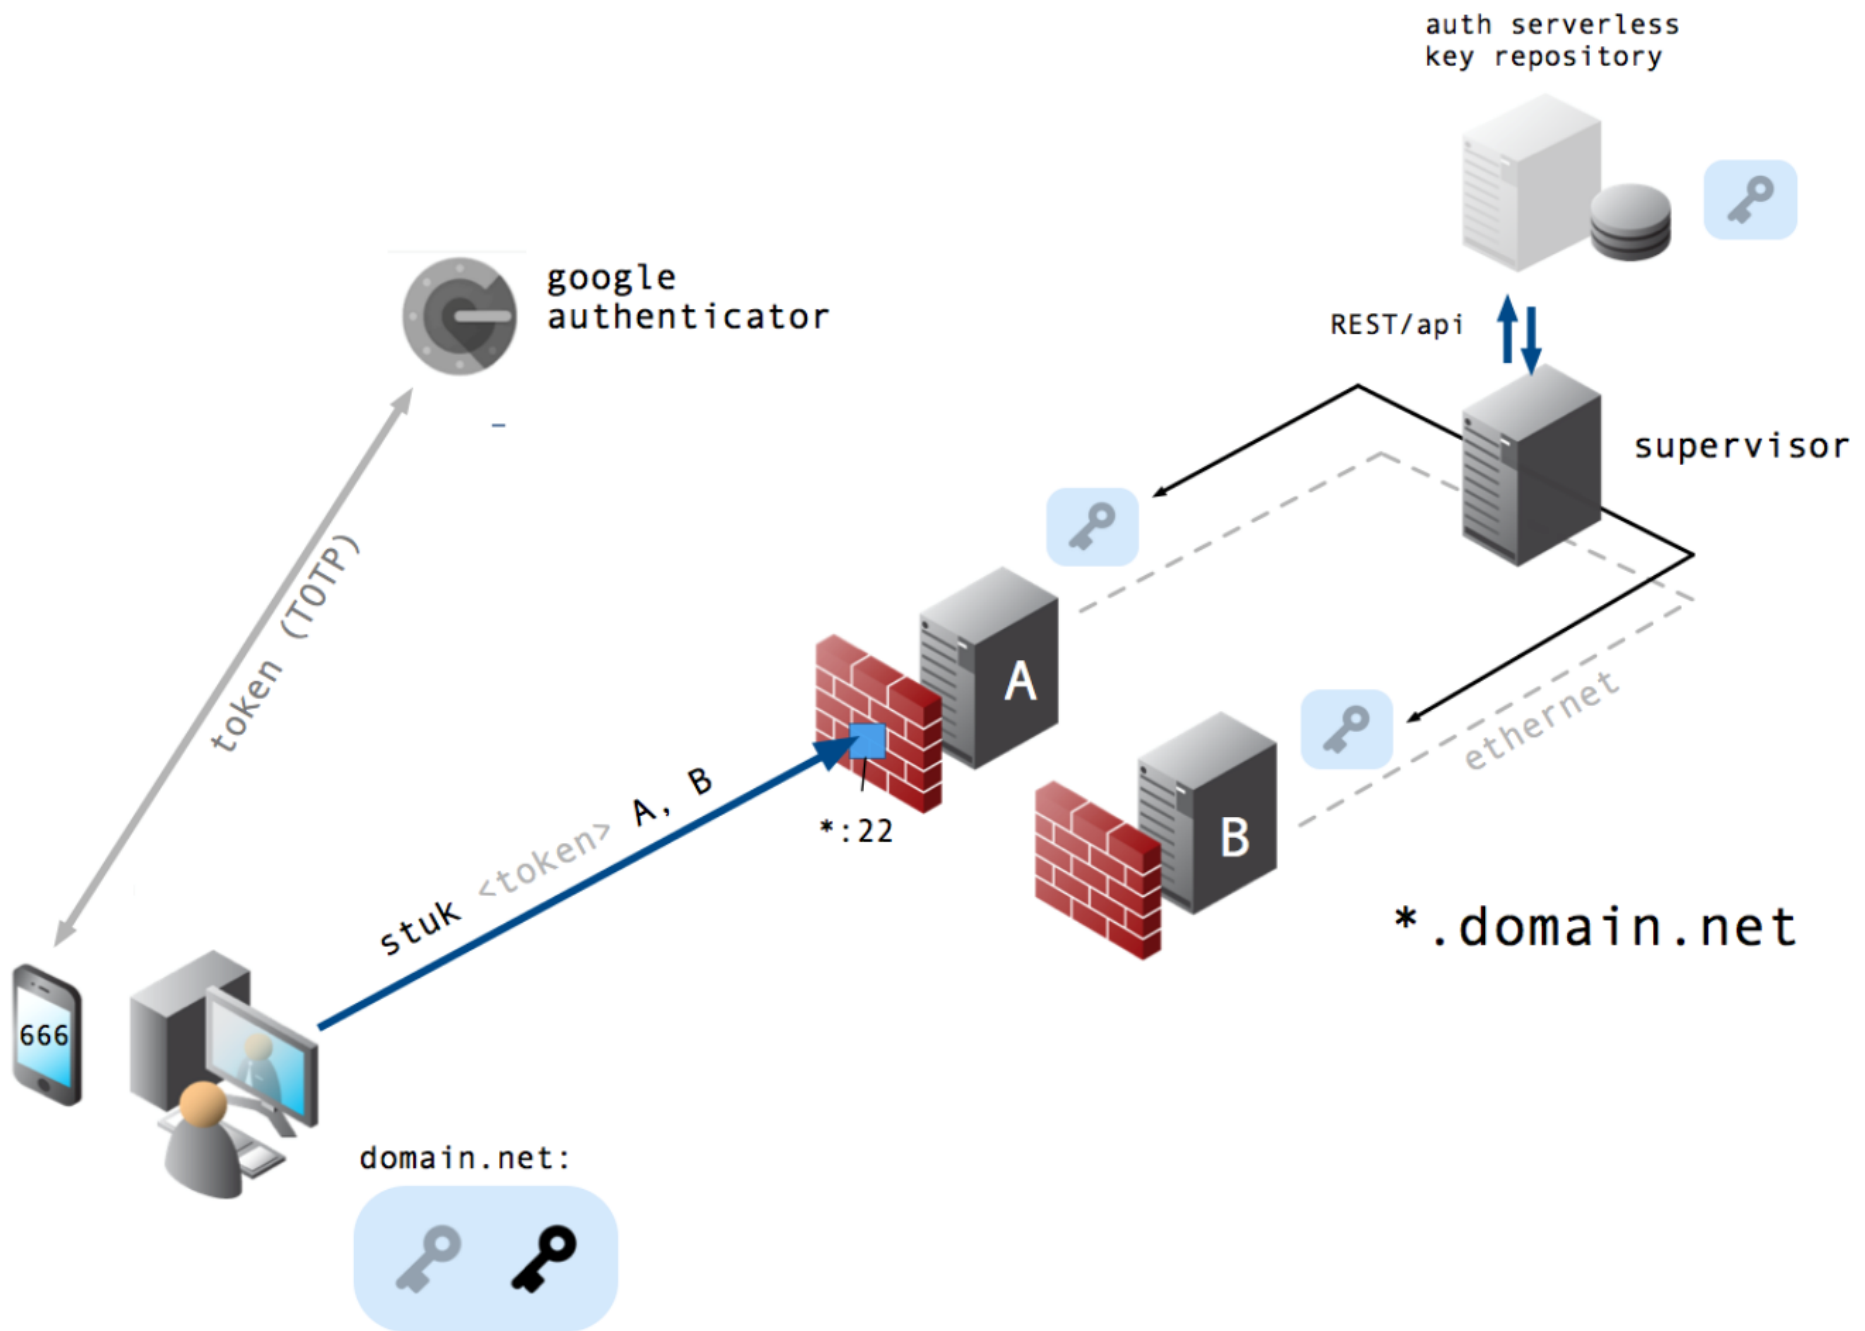 auth serverless
key repository
google
authenticator
REST/api
supervisor
token (TOTP)
A
ethernet
stuk <token> A, B
*:22
B
*.domain.net
666
domain.net: